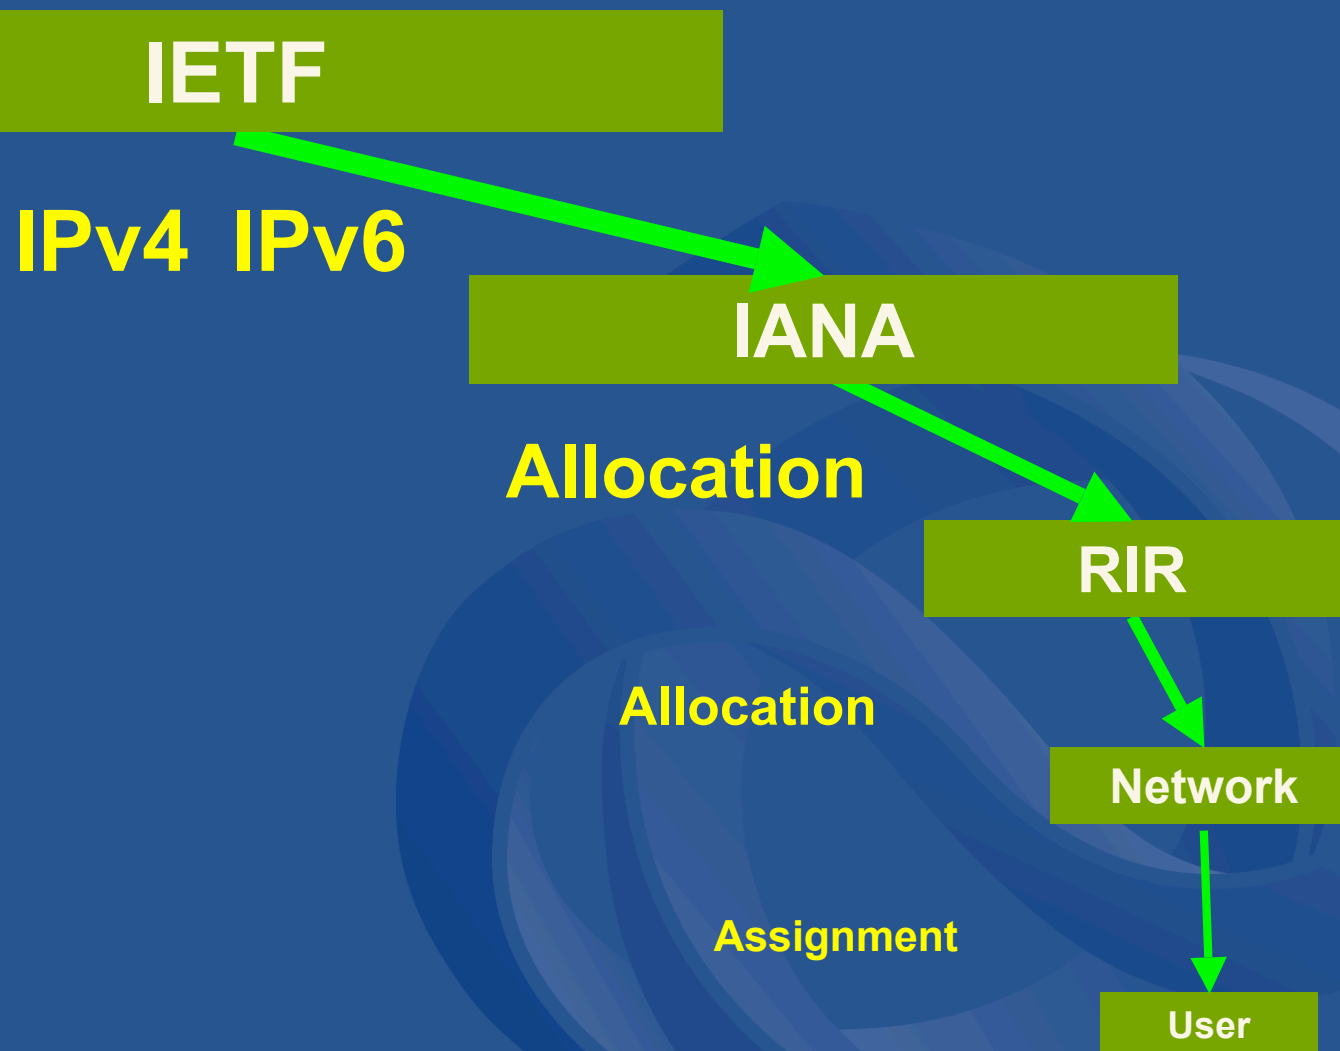 IETF
IPv4 IPv6
IANA
Allocation
RIR
Allocation
Network
Assignment
User